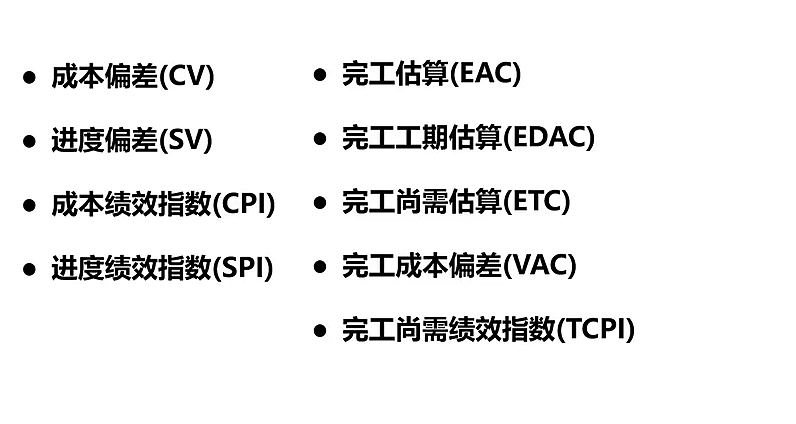 ● 成本偏差(CV)
● 进度偏差(SV)
● 成本绩效指数(CPI)
● 进度绩效指数(SPI)
● 完工估算(EAC)
● 完工工期估算(EDAC)
● 完工尚需估算(ETC)
● 完工成本偏差(VAC)
● 完工尚需绩效指数(TCPI)